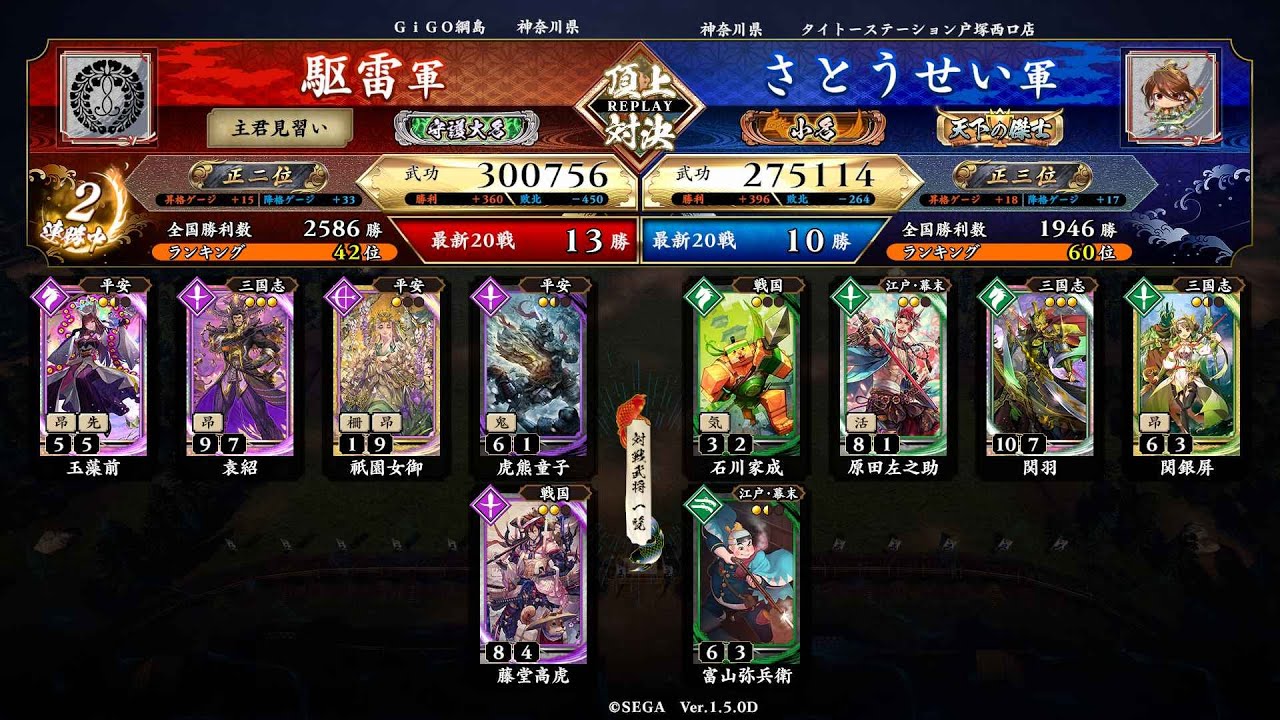 GiGO綱島 神奈川県
神奈川県 タイトーステーション戸塚西口店
駆雷軍
頂上
REPLAY
対決
さとうせい軍
主君見習い
守護大名
小名
天下の傑士
2
連勝中
正二位
昇格ゲージ +15 降格ゲージ +33
武功 300756
勝利 +360 敗北 -450
武功 275114
勝利 +396 敗北 -264
正三位
昇格ゲージ +18 降格ゲージ +17
全国勝利数 2586勝
ランキング 42位
最新20戦 13勝
最新20戦 10勝
全国勝利数 1946勝
ランキング 60位
平安
昴 先
5 5
玉藻前
三国志
昴
9 7
袁紹
平安
柵 昴
1 9
祇園女御
平安
鬼
6 1
虎熊童子
戦国
8 4
藤堂高虎
対戦武将一覧
戦国
気
3 2
石川家成
江戸・幕末
活
8 1
原田左之助
三国志
10 7
関羽
三国志
昴
6 3
関銀屏
江戸・幕末
6 3
富山弥兵衛
©SEGA Ver.1.5.0D